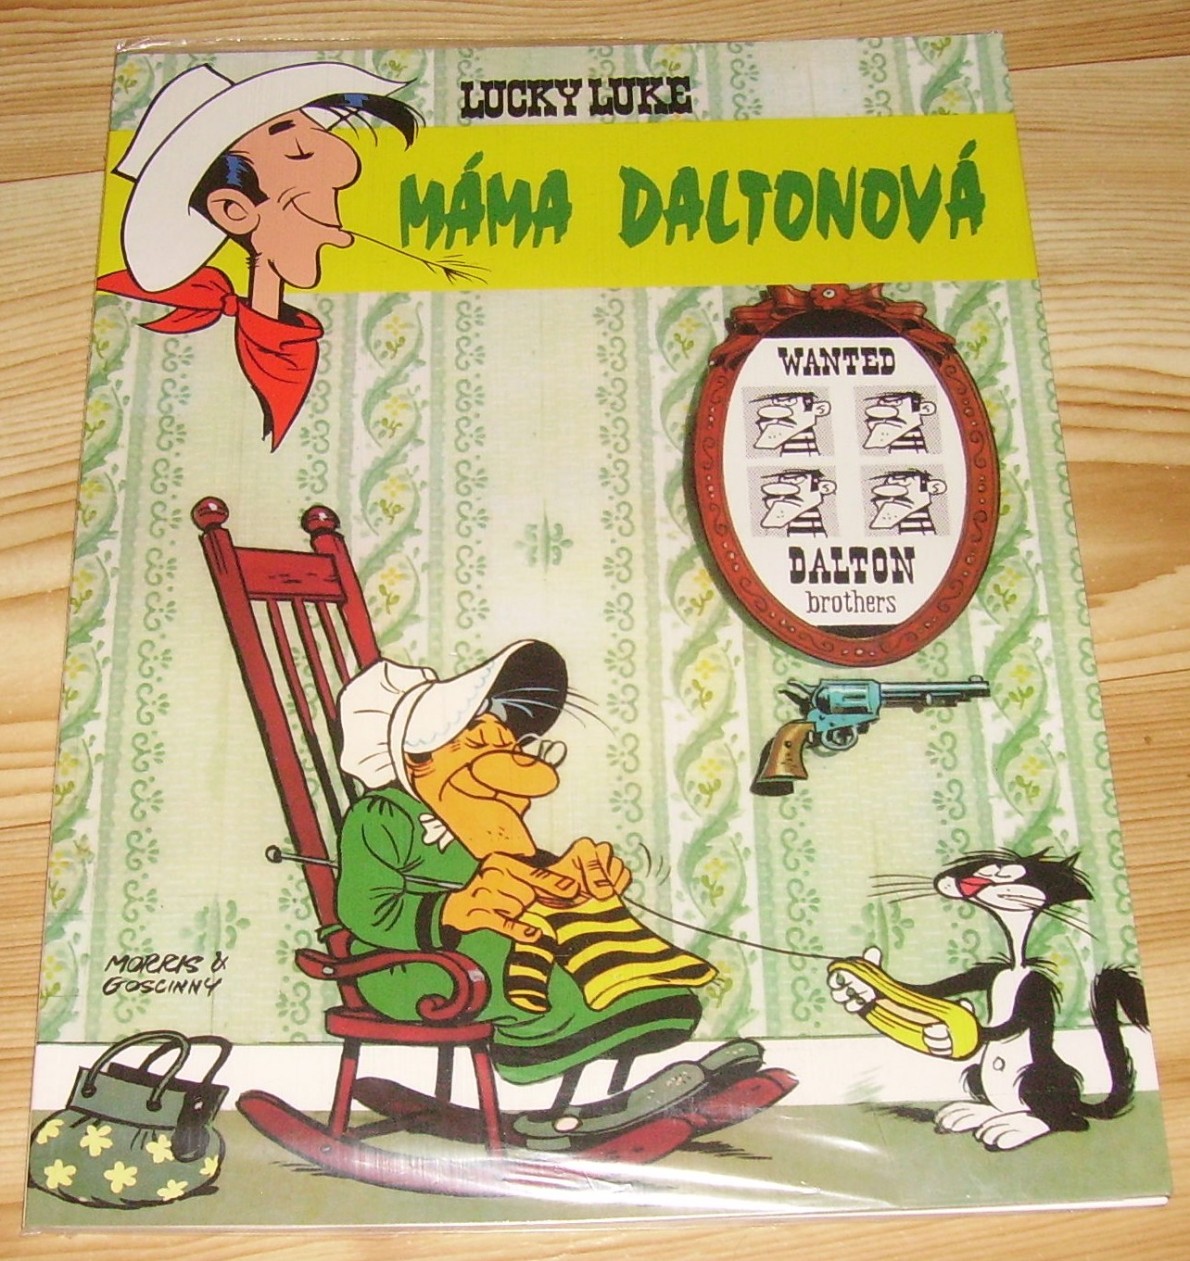 LUCKY LUKE
MÁMA DALTONOVÁ
WANTED
DALTON
brothers
MORRIS &
GOSCINNY